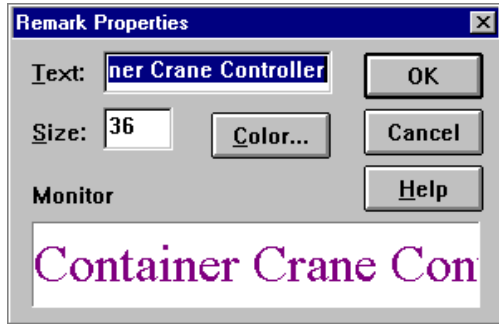 Remark Properties
Text: ner Crane Controller OK
Size: 36 Color... Cancel
Monitor Help
Container Crane Con